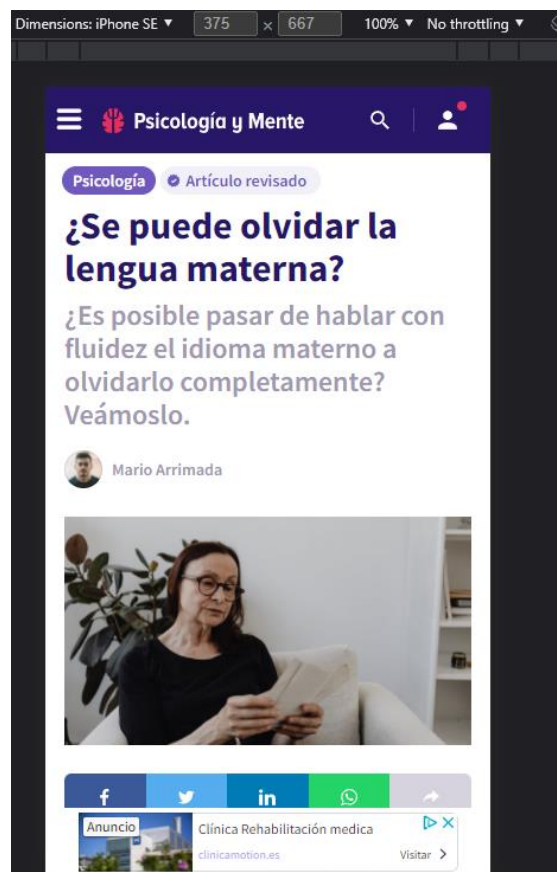 Dimensions: iPhone SE ▼ 375 × 667 100% ▼ No throttling ▼
Psicología y Mente
Psicología Artículo revisado
¿Se puede olvidar la
lengua materna?
¿Es posible pasar de hablar con
fluidez el idioma materno a
olvidarlo completamente?
Veámoslo.
Mario Arrimada
Anuncio
Clínica Rehabilitación medica
clinicamotion.es
Visitar